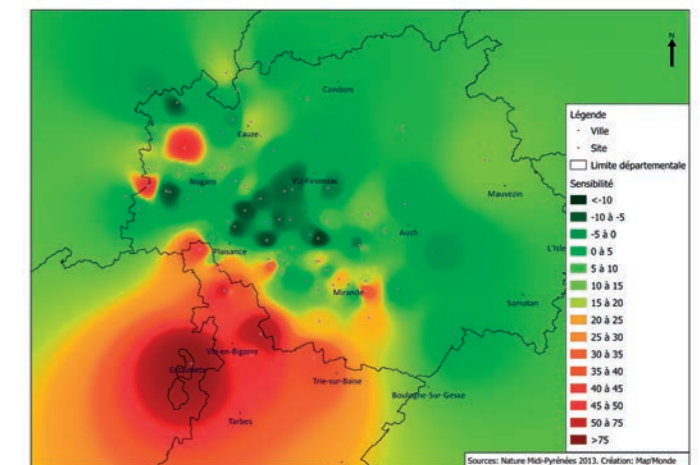 N
Condom
Eauze
Nogaro
Vic-Fezensac
Mauvezin
Auch
L'Isle
Plaisance
Mirande
Samatan
Vic-en-Bigorre
Trie-sur-Baïse
Boulogne-Sur-Gesse
Tarbes
Légende
Ville
Site
Limite départementale
Sensibilité
<-10
-10 à -5
-5 à 0
0 à 5
5 à 10
10 à 15
15 à 20
20 à 25
25 à 30
30 à 35
35 à 40
40 à 45
45 à 50
50 à 75
>75
Sources: Nature Midi-Pyrénées 2013. Création: Map'Monde